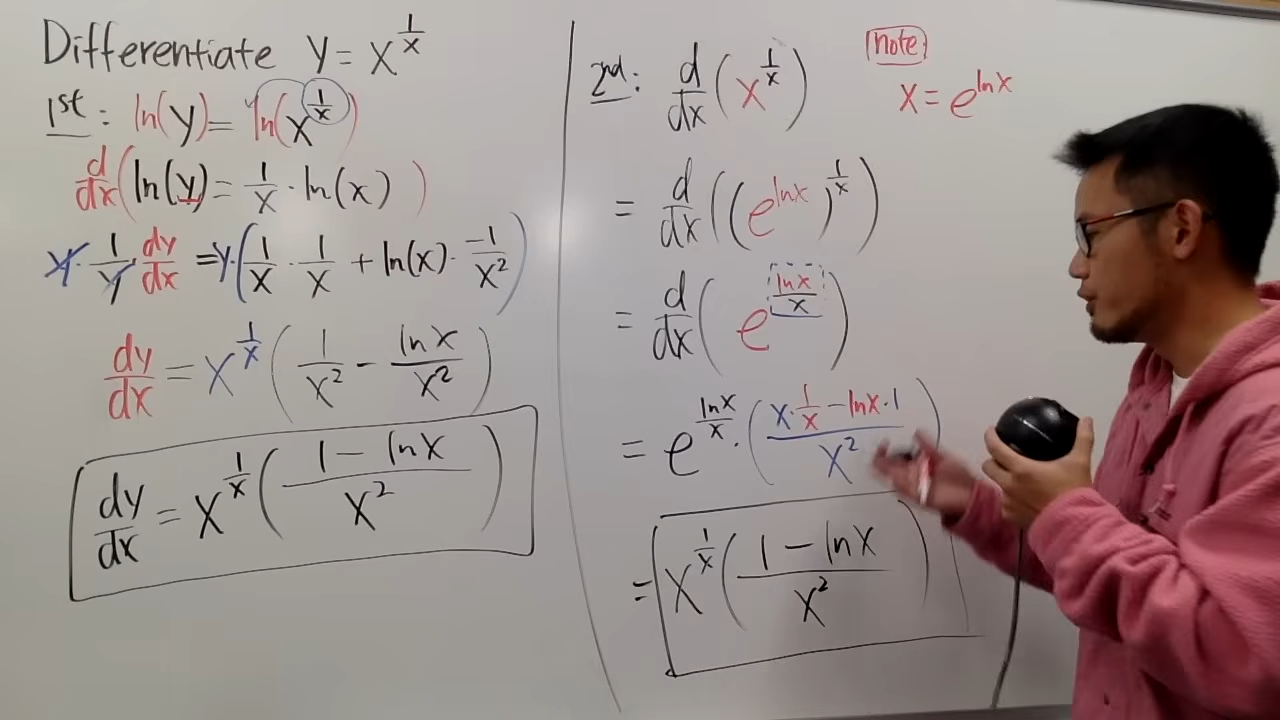 Differentiate y = x^(1/x)
1st: ln(y) = ln(x^(1/x))
d/dx (ln(y) = 1/x · ln(x))
y · 1/y · dy/dx = y · (1/x · 1/x + ln(x) · -1/x²)
dy/dx = x^(1/x) (1/x² - lnx/x²)
dy/dx = x^(1/x) ((1 - lnx)/x²)
2nd: d/dx (x^(1/x))
note
x = e^(lnx)
= d/dx ((e^(lnx))^(1/x))
= d/dx (e^(lnx/x))
= e^(lnx/x) · ((x · 1/x - lnx · 1)/x²)
= x^(1/x) ((1 - lnx)/x²)